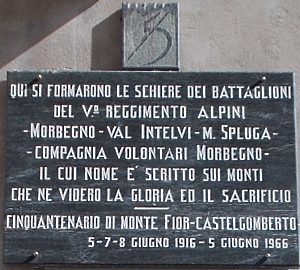 5
QUI SI FORMARONO LE SCHIERE DEI BATTAGLIONI
DEL Vº REGGIMENTO ALPINI
-MORBEGNO-VAL INTELVI-M. SPLUGA-
-COMPAGNIA VOLONTARI MORBEGNO-
IL CUI NOME E' SCRITTO SUI MONTI
CHE NE VIDERO LA GLORIA ED IL SACRIFICIO
CINQUANTENARIO DI MONTE FIOR-CASTELGOMBERTO
5-7-8 GIUGNO 1916-5 GIUGNO 1966